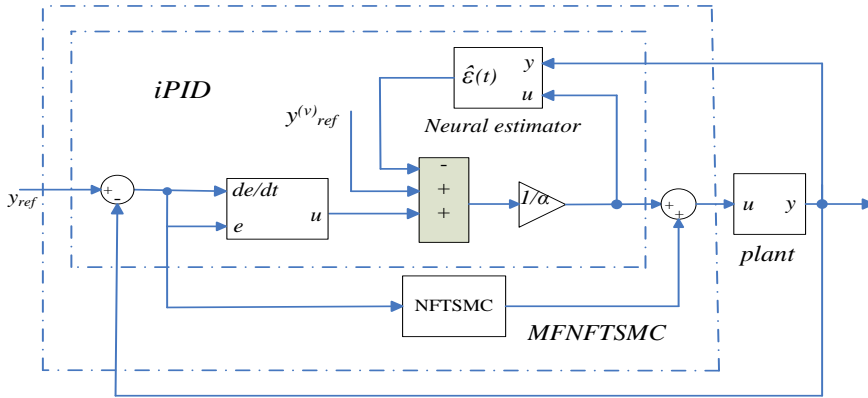 iPID
ε̂(t) y
u
Neural estimator
y(v)ref
yref
+
-
de/dt
e
u
-
+
+
1/α
+
+
u y
plant
NFTSMC
MFNFTSMC